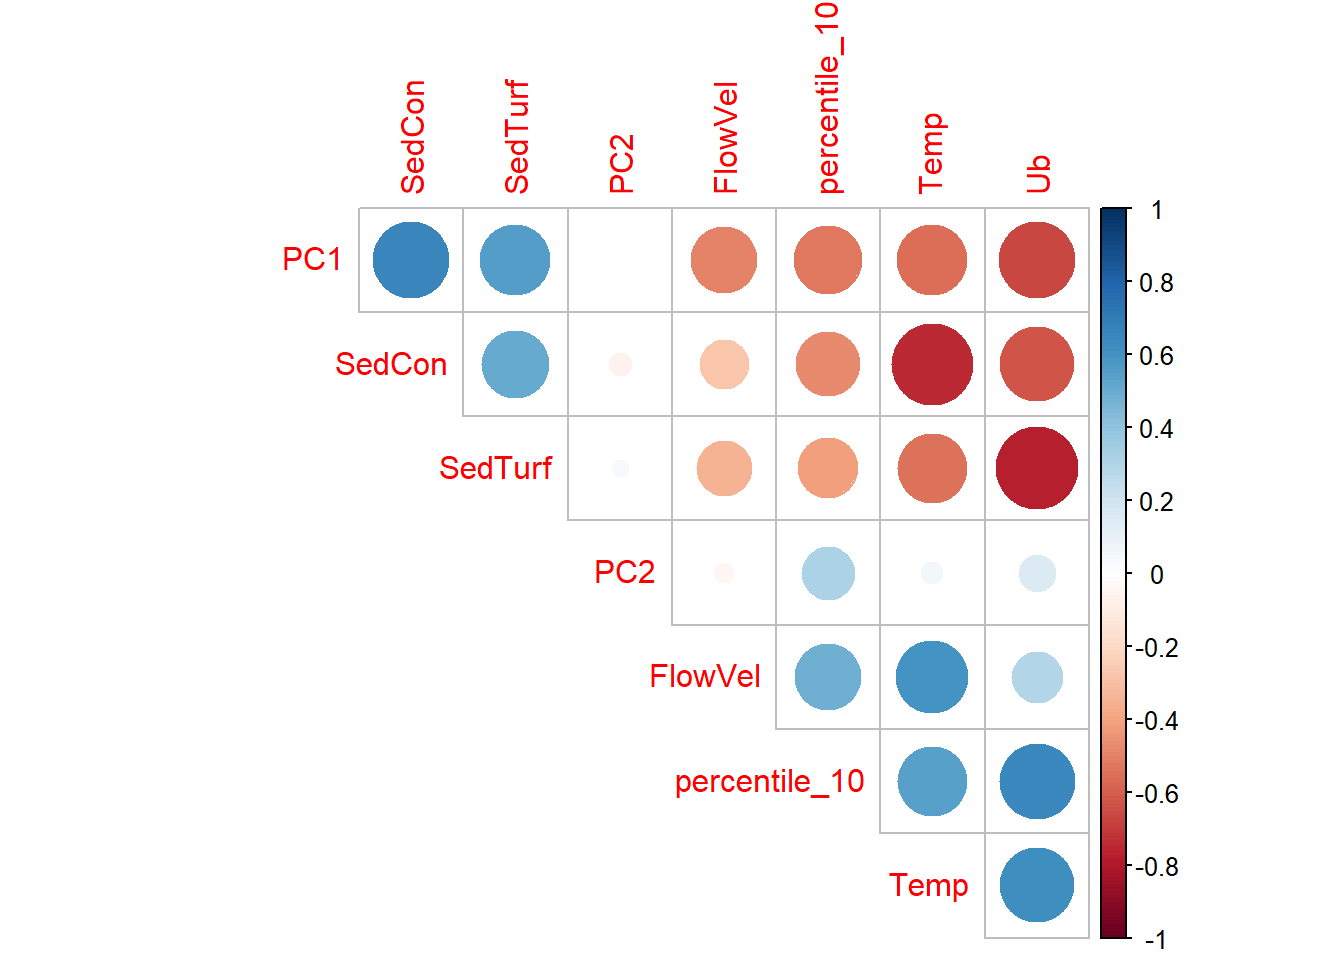 SedCon
SedTurf
PC2
FlowVel
percentile_10
Temp
Ub
PC1
SedCon
SedTurf
PC2
FlowVel
percentile_10
Temp
1
0.8
0.6
0.4
0.2
0
-0.2
-0.4
-0.6
-0.8
-1